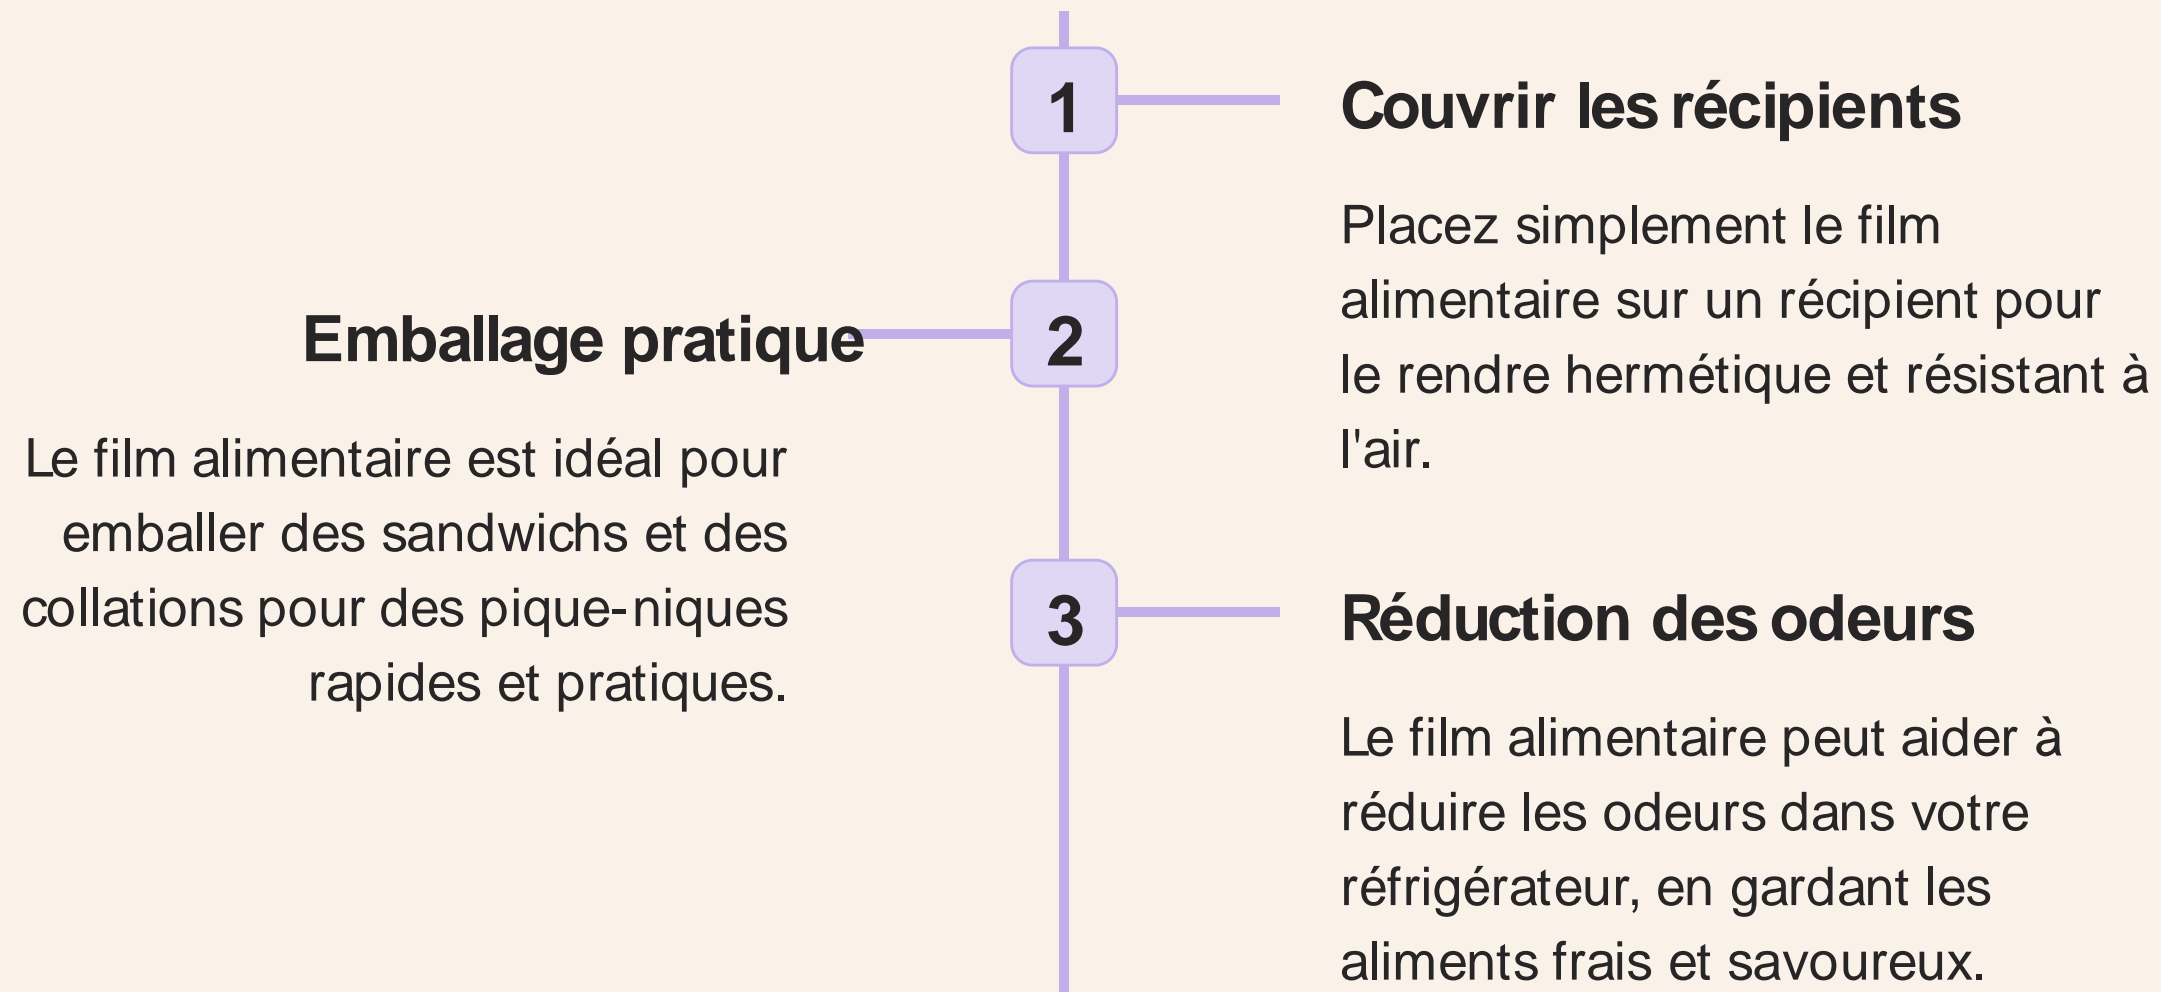 1
Couvrir les récipients
Placez simplement le film
alimentaire sur un récipient pour
le rendre hermétique et résistant à
l'air.
2
Emballage pratique
Le film alimentaire est idéal pour
emballer des sandwichs et des
collations pour des pique-niques
rapides et pratiques.
3
Réduction des odeurs
Le film alimentaire peut aider à
réduire les odeurs dans votre
réfrigérateur, en gardant les
aliments frais et savoureux.